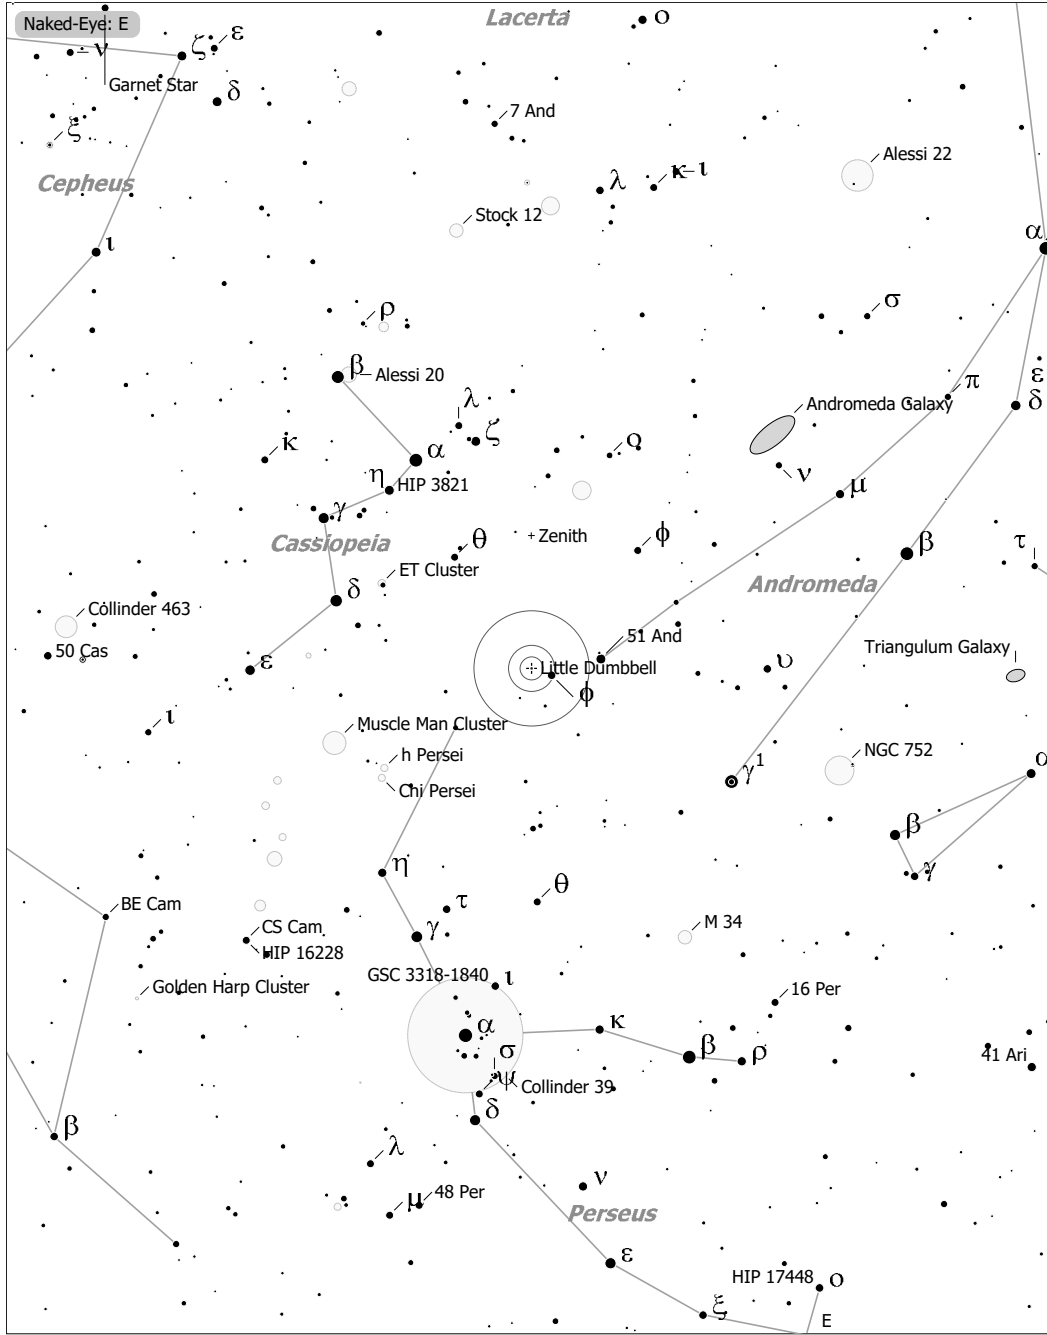 Naked-Eye: E
Lacerta
ο
ν
ζ
ε
Garnet Star
δ
7 And
ξ
Alessi 22
Cepheus
λ
κ
ι
Stock 12
ι
α
ρ
σ
β
Alessi 20
π
ε
δ
λ
Andromeda Galaxy
ζ
κ
α
ο
ν
η
HIP 3821
μ
γ
Cassiopeia
θ
Zenith
φ
β
τ
ET Cluster
Andromeda
δ
Collinder 463
50 Cas
ε
51 And
Triangulum Galaxy
Little Dumbbell
υ
φ
ι
Muscle Man Cluster
h Persei
NGC 752
Chi Persei
γ1
α
β
η
γ
BE Cam
τ
θ
CS Cam
γ
M 34
HIP 16228
GSC 3318-1840
ι
Golden Harp Cluster
16 Per
α
κ
σ
β
ρ
41 Ari
ψ
Collinder 39
δ
β
λ
μ
48 Per
ν
Perseus
ε
HIP 17448
ο
ξ
E